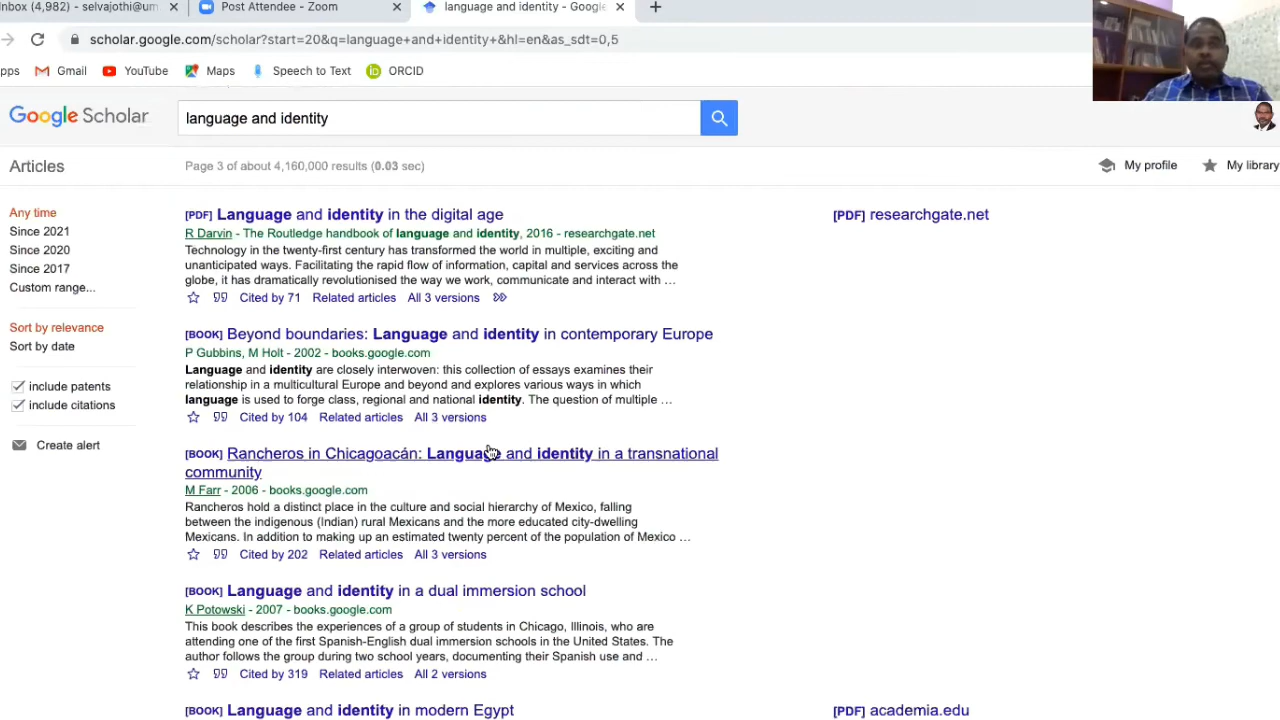 nbox (4,982) - selvajothi@um
Post Attendee - Zoom
language and identity - Google
scholar.google.com/scholar?start=20&q=language+and+identity+&hl=en&as_sdt=0,5
pps
Gmail
YouTube
Maps
Speech to Text
ORCID
Google Scholar
language and identity
Articles
Page 3 of about 4,160,000 results (0.03 sec)
My profile
My library
Any time
Since 2021
Since 2020
Since 2017
Custom range...
Sort by relevance
Sort by date
include patents
include citations
Create alert
[PDF] Language and identity in the digital age
R Darvin - The Routledge handbook of language and identity, 2016 - researchgate.net
Technology in the twenty-first century has transformed the world in multiple, exciting and
unanticipated ways. Facilitating the rapid flow of information, capital and services across the
globe, it has dramatically revolutionised the way we work, communicate and interact with …
Cited by 71 Related articles All 3 versions
[PDF] researchgate.net
[BOOK] Beyond boundaries: Language and identity in contemporary Europe
P Gubbins, M Holt - 2002 - books.google.com
Language and identity are closely interwoven: this collection of essays examines their
relationship in a multicultural Europe and beyond and explores various ways in which
language is used to forge class, regional and national identity. The question of multiple …
Cited by 104 Related articles All 3 versions
[BOOK] Rancheros in Chicagoacán: Language and identity in a transnational
community
M Farr - 2006 - books.google.com
Rancheros hold a distinct place in the culture and social hierarchy of Mexico, falling
between the indigenous (Indian) rural Mexicans and the more educated city-dwelling
Mexicans. In addition to making up an estimated twenty percent of the population of Mexico …
Cited by 202 Related articles All 3 versions
[BOOK] Language and identity in a dual immersion school
K Potowski - 2007 - books.google.com
This book describes the experiences of a group of students in Chicago, Illinois, who are
attending one of the first Spanish-English dual immersion schools in the United States. The
author follows the group during two school years, documenting their Spanish use and …
Cited by 319 Related articles All 2 versions
[BOOK] Language and identity in modern Egypt
[PDF] academia.edu